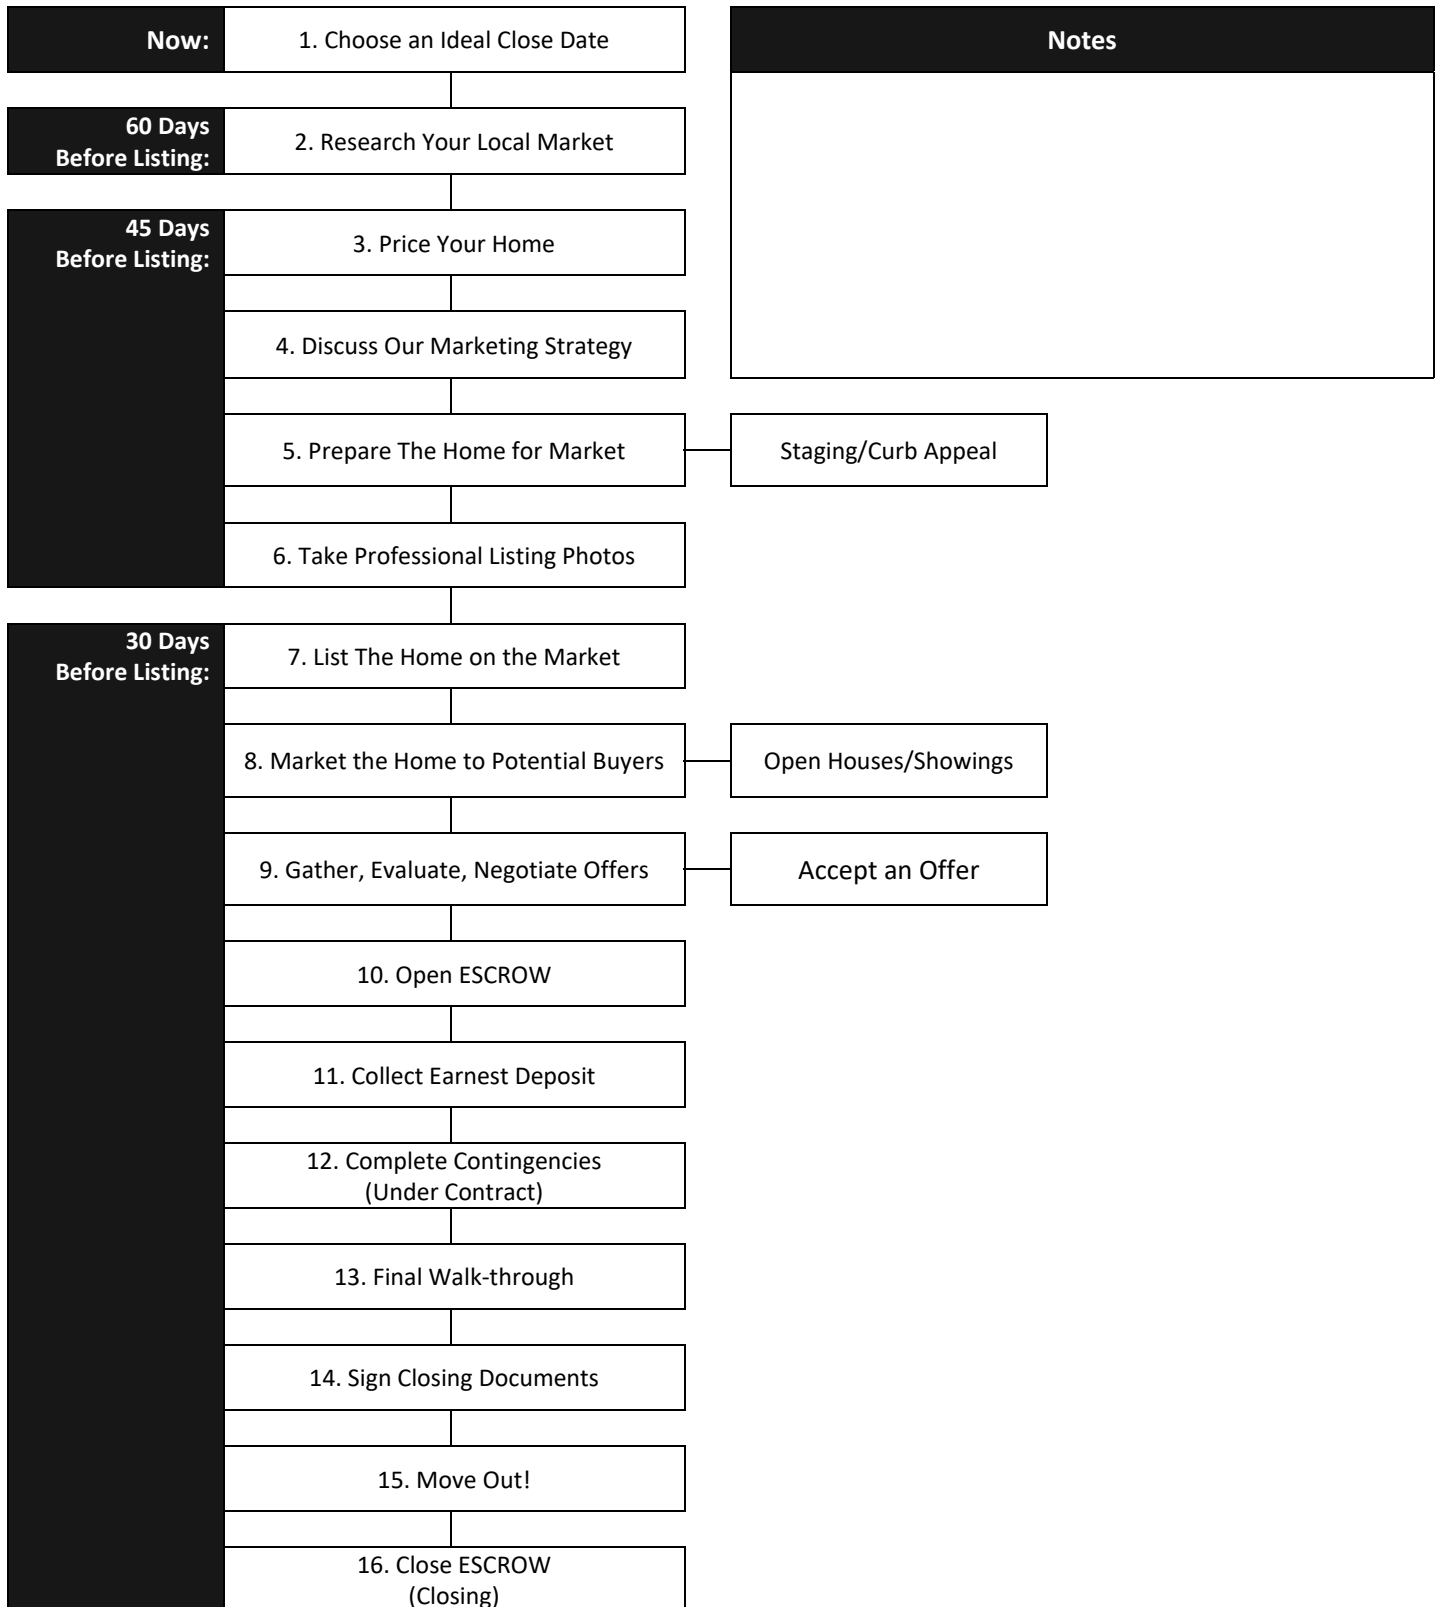 Now:
1. Choose an Ideal Close Date
Notes
60 Days
Before Listing:
2. Research Your Local Market
45 Days
Before Listing:
3. Price Your Home
4. Discuss Our Marketing Strategy
5. Prepare The Home for Market
Staging/Curb Appeal
6. Take Professional Listing Photos
30 Days
Before Listing:
7. List The Home on the Market
8. Market the Home to Potential Buyers
Open Houses/Showings
9. Gather, Evaluate, Negotiate Offers
Accept an Offer
10. Open ESCROW
11. Collect Earnest Deposit
12. Complete Contingencies
(Under Contract)
13. Final Walk-through
14. Sign Closing Documents
15. Move Out!
16. Close ESCROW
(Closing)